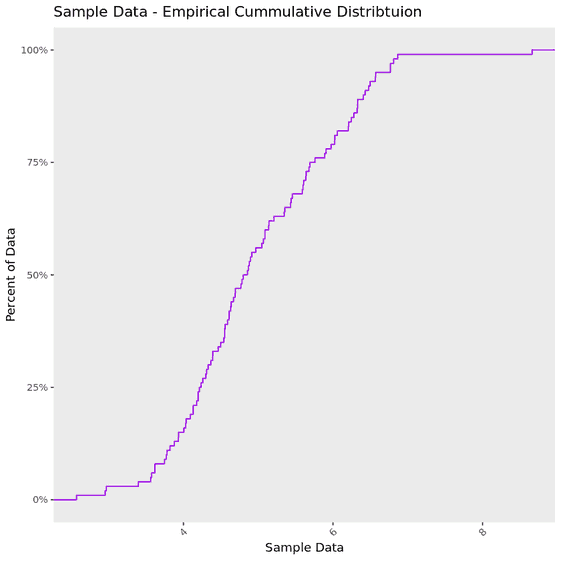 Sample Data - Empirical Cummulative Distribtuion
100%
75%
50%
25%
0%
Percent of Data
4
6
8
Sample Data